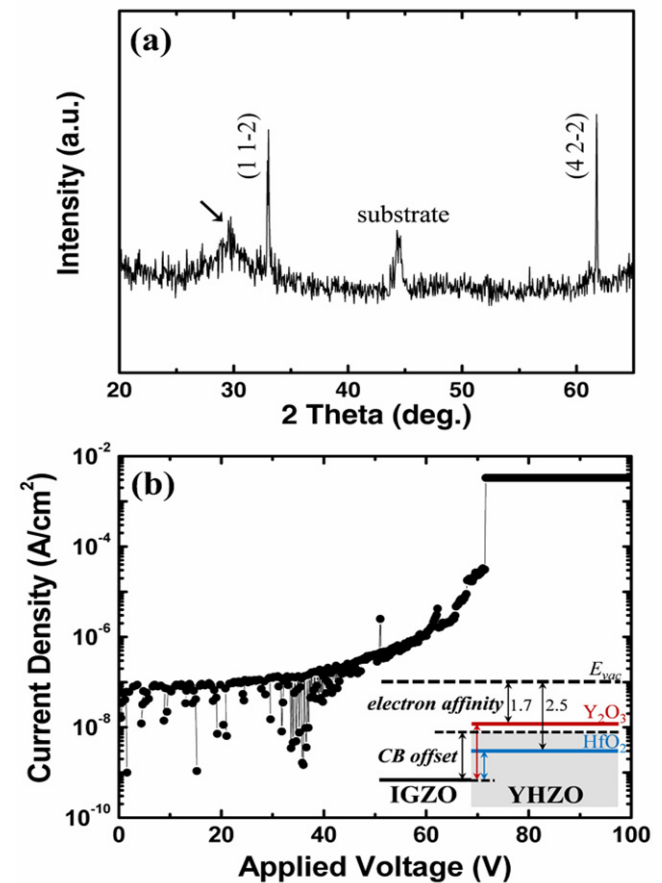 (a)
Intensity (a.u.)
(1 1-2)
substrate
(4 2-2)
20 30 40 50 60
2 Theta (deg.)
(b)
Current Density (A/cm²)
10⁻²
10⁻⁴
10⁻⁶
10⁻⁸
10⁻¹⁰
E_vac
electron affinity 1.7 2.5 Y₂O₃
CB offset HfO₂
IGZO YHZO
0 20 40 60 80 100
Applied Voltage (V)